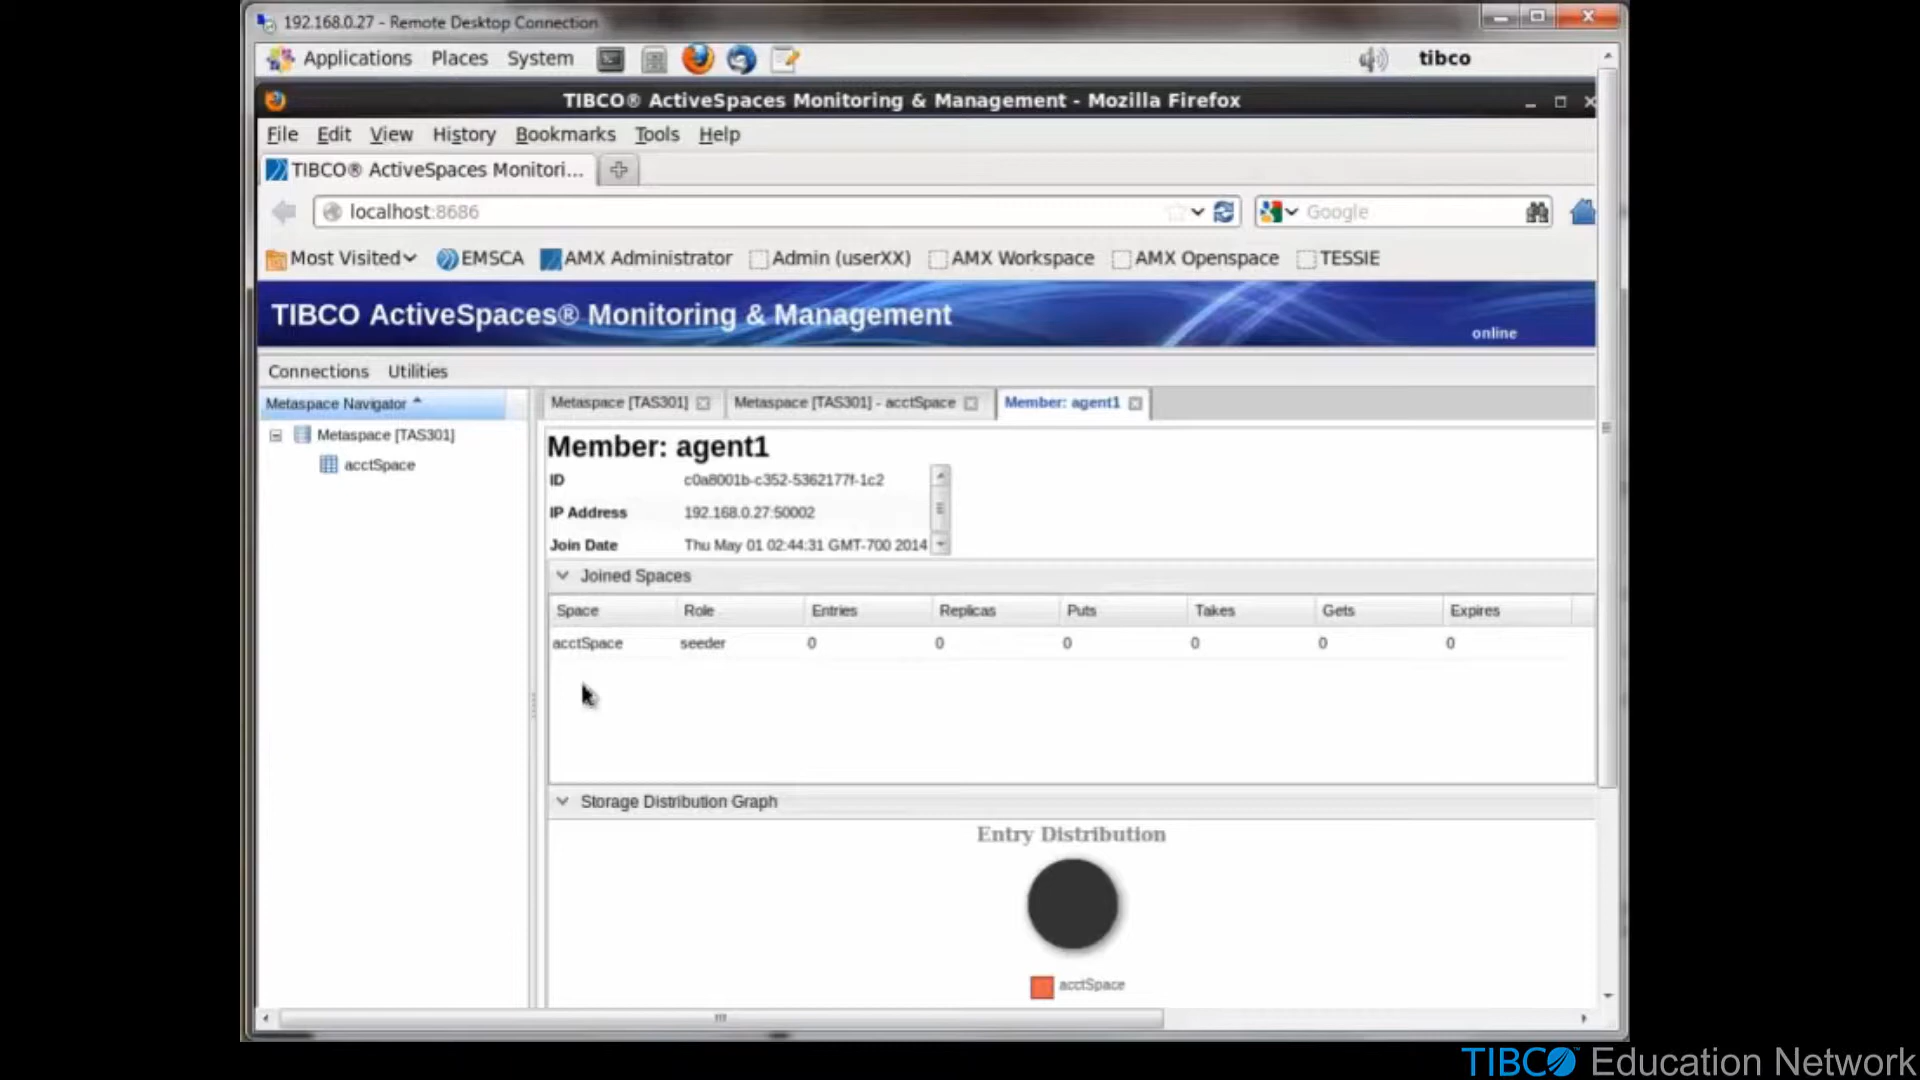 192.168.0.27 - Remote Desktop Connection
Applications Places System tibco
TIBCO® ActiveSpaces Monitoring & Management - Mozilla Firefox
File Edit View History Bookmarks Tools Help
TIBCO® ActiveSpaces Monitori...
localhost:8686 Google
Most Visited EMSCA AMX Administrator Admin (userXX) AMX Workspace AMX Openspace TESSIE
TIBCO ActiveSpaces® Monitoring & Management
online
Connections Utilities
Metaspace Navigator
Metaspace [TAS301]
acctSpace
Metaspace [TAS301] Metaspace [TAS301] - acctSpace Member: agent1
Member: agent1
ID c0a8001b-c352-5362177f-1c2
IP Address 192.168.0.27:50002
Join Date Thu May 01 02:44:31 GMT-700 2014
Joined Spaces
Space Role Entries Replicas Puts Takes Gets Expires
acctSpace seeder 0 0 0 0 0 0
Storage Distribution Graph
Entry Distribution
acctSpace
TIBCO™ Education Network